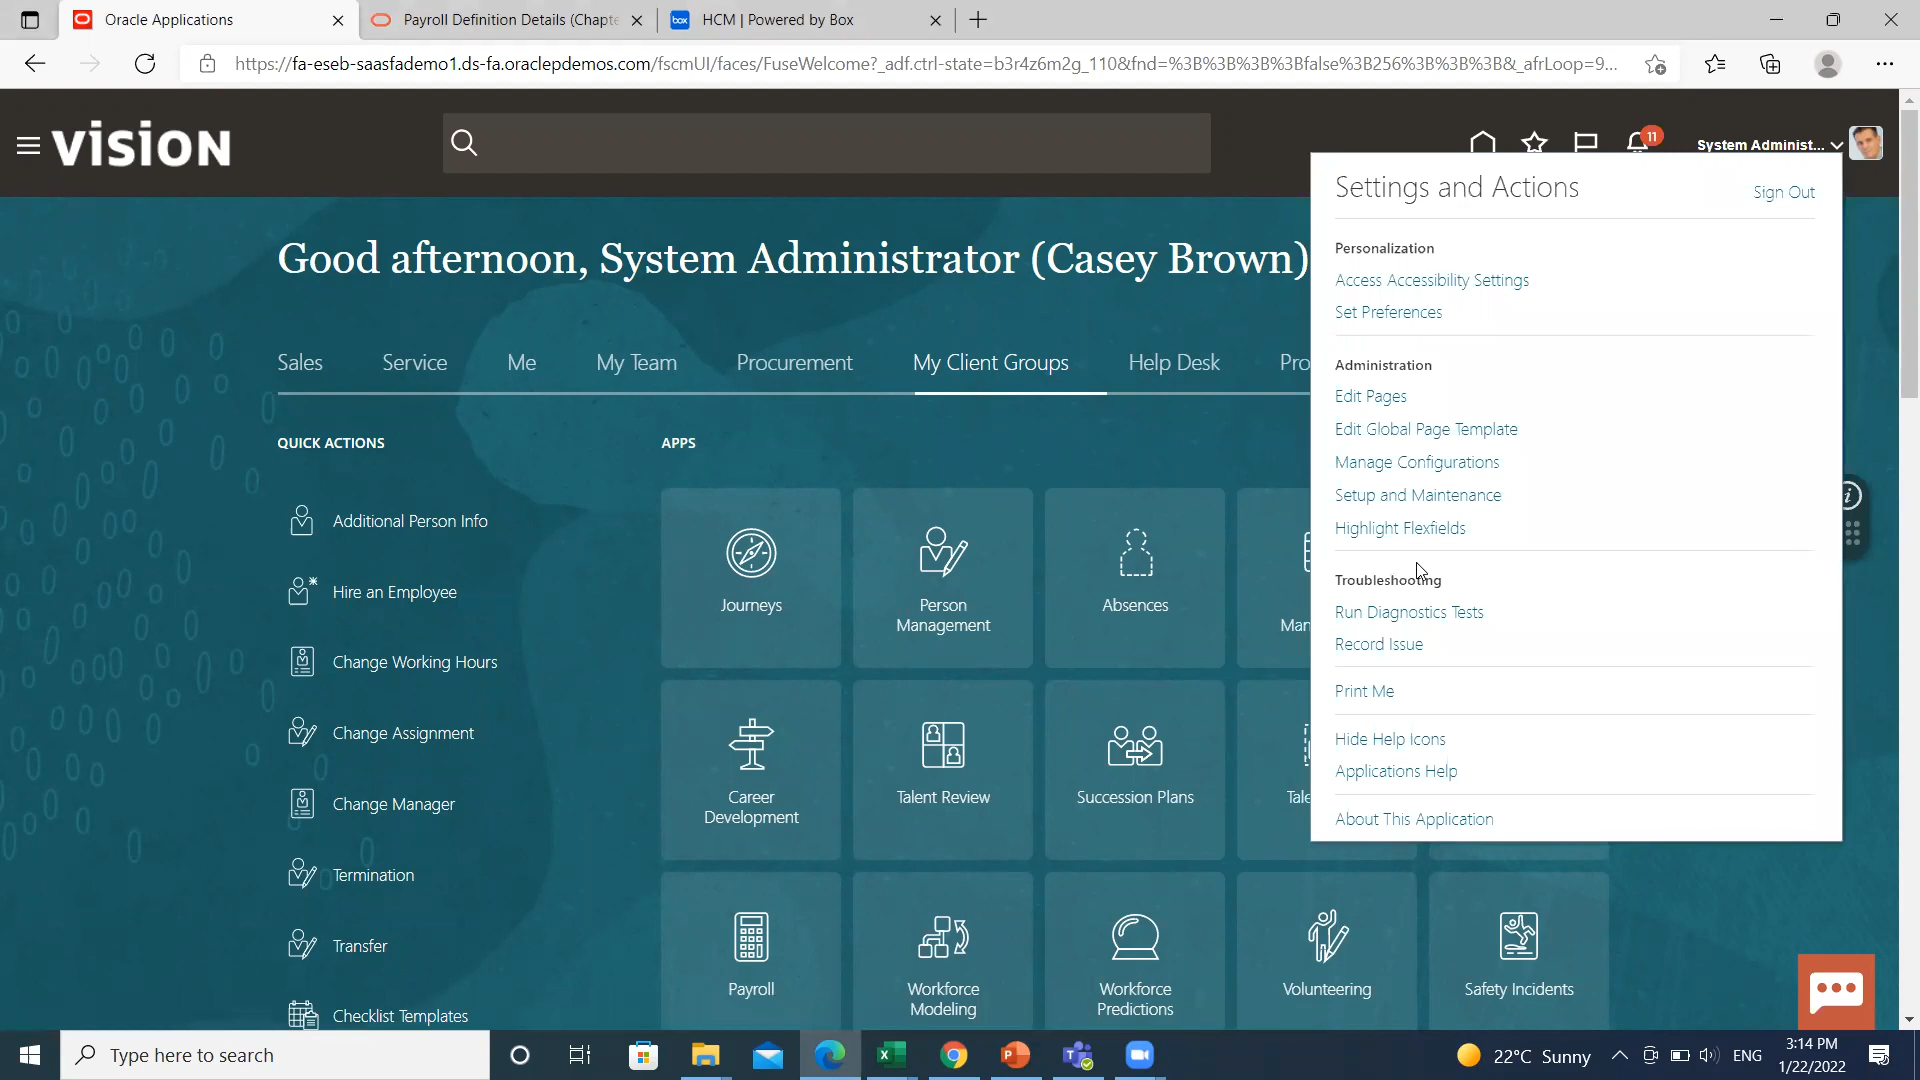 Oracle Applications
Payroll Definition Details (Chapte
box HCM | Powered by Box
https://fa-eseb-saasfademo1.ds-fa.oraclepdemos.com/fscmUI/faces/FuseWelcome?_adf.ctrl-state=b3r4z6m2g_110&fnd=%3B%3B%3B%3Bfalse%3B256%3B%3B%3B&_afrLoop=9...
VISION
11
System Administ...
Good afternoon, System Administrator (Casey Brown)
Sales Service Me My Team Procurement My Client Groups Help Desk Pro
QUICK ACTIONS
Additional Person Info
Hire an Employee
Change Working Hours
Change Assignment
Change Manager
Termination
Transfer
Checklist Templates
APPS
Journeys
Person
Management
Absences
Man
Career
Development
Talent Review
Succession Plans
Tale
Payroll
Workforce
Modeling
Workforce
Predictions
Volunteering
Safety Incidents
Settings and Actions
Sign Out
Personalization
Access Accessibility Settings
Set Preferences
Administration
Edit Pages
Edit Global Page Template
Manage Configurations
Setup and Maintenance
Highlight Flexfields
Troubleshooting
Run Diagnostics Tests
Record Issue
Print Me
Hide Help Icons
Applications Help
About This Application
Type here to search
22°C Sunny
ENG
3:14 PM
1/22/2022